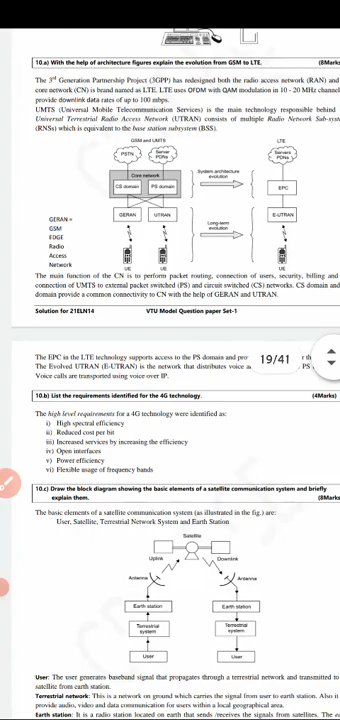 10.a) With the help of architecture figures explain the evolution from GSM to LTE. (8Marks
The 3rd Generation Partnership Project (3GPP) has redesigned both the radio access network (RAN) and
core network (CN) is brand named as LTE. LTE uses OFDM with QAM modulation in 10 - 20 MHz channel
provide downlink data rates of up to 100 mbps.
UMTS (Universal Mobile Telecommunication Services) is the main technology responsible behind
Universal Terrestrial Radio Access Network (UTRAN) consists of multiple Radio Network Sub-syst
(RNSs) which is equivalent to the base station subsystem (BSS).
GSM and UMTS LTE
PSTN Server PDNs Servers PDNs
Core network System architecture evolution
CS domain PS domain EPC
GERAN UTRAN Long-term evolution E-UTRAN
GERAN =
GSM
EDGE
Radio
Access
Network
UE UE UE
The main function of the CN is to perform packet routing, connection of users, security, billing and
connection of UMTS to external packet switched (PS) and circuit switched (CS) networks. CS domain and
domain provide a common connectivity to CN with the help of GERAN and UTRAN.
Solution for 21ELN14 VTU Model Question paper Set-1
The EPC in the LTE technology supports access to the PS domain and
19/41
The Evolved UTRAN (E-UTRAN) is the network that distributes voice PS
Voice calls are transported using voice over IP.
10.b) List the requirements identified for the 4G technology. (4Marks)
The high level requirements for a 4G technology were identified as:
i) High spectral efficiency
ii) Reduced cost per bit
iii) Increased services by increasing the efficiency
iv) Open interfaces
v) Power efficiency
vi) Flexible usage of frequency bands
10.c) Draw the block diagram showing the basic elements of a satellite communication system and briefly
explain them. (8Marks
The basic elements of a satellite communication system (as illustrated in the fig.) are:
User, Satellite, Terrestrial Network System and Earth Station
Satellite
Uplink Downlink
Antenna Antenna
Earth station Earth station
Terrestrial system Terrestrial system
User User
User: The user generates baseband signal that propagates through a terrestrial network and transmitted to
satellite from earth station.
Terrestrial network: This is a network on ground which carries the signal from user to earth station. Also it
provide audio, video and data communication for users within a local geographical area.
Earth station: It is a radio station located on earth that sends /receives the signals from satellites. The